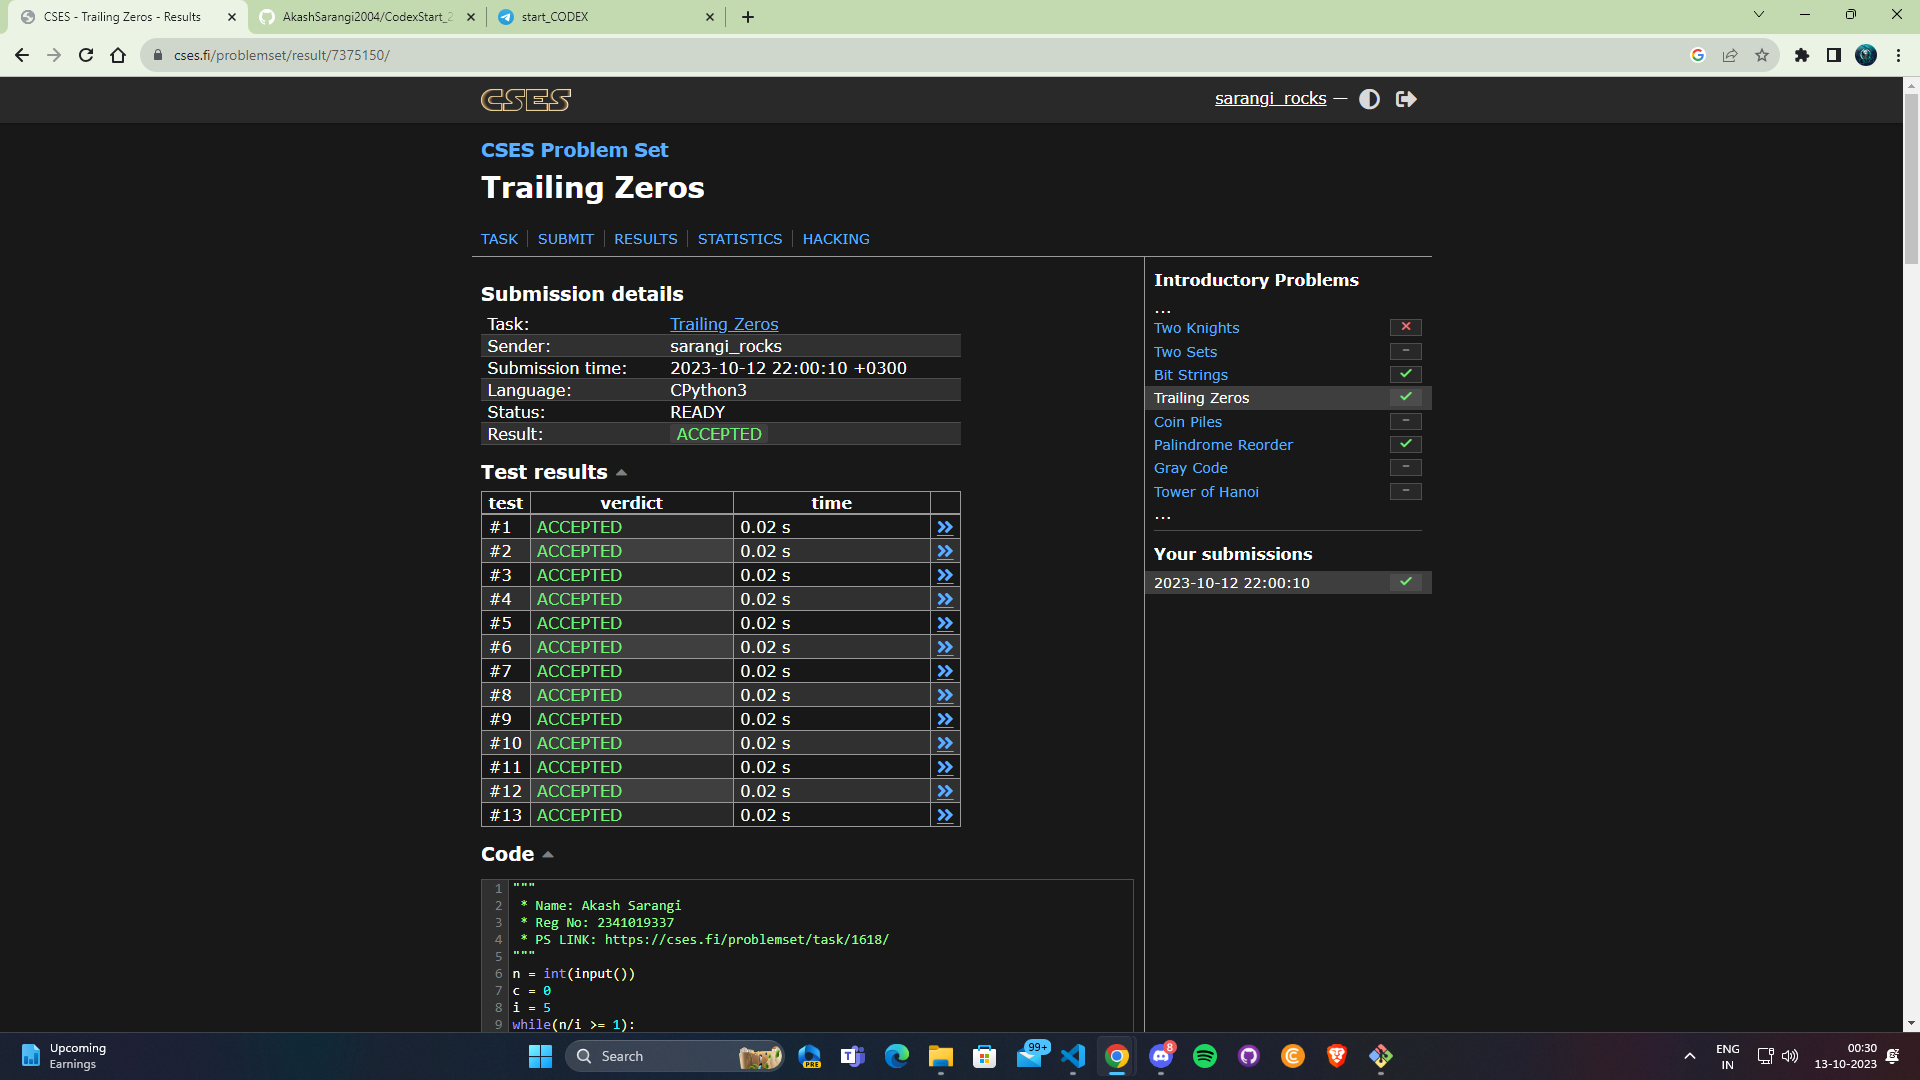 CSES - Trailing Zeros - Results
AkashSarangi2004/CodexStart_2
start_CODEX
cses.fi/problemset/result/7375150/
CSES
sarangi_rocks —
CSES Problem Set
Trailing Zeros
TASK
SUBMIT
RESULTS
STATISTICS
HACKING
Submission details
Task: Trailing Zeros
Sender: sarangi_rocks
Submission time: 2023-10-12 22:00:10 +0300
Language: CPython3
Status: READY
Result: ACCEPTED
Test results
test verdict time
#1 ACCEPTED 0.02 s
#2 ACCEPTED 0.02 s
#3 ACCEPTED 0.02 s
#4 ACCEPTED 0.02 s
#5 ACCEPTED 0.02 s
#6 ACCEPTED 0.02 s
#7 ACCEPTED 0.02 s
#8 ACCEPTED 0.02 s
#9 ACCEPTED 0.02 s
#10 ACCEPTED 0.02 s
#11 ACCEPTED 0.02 s
#12 ACCEPTED 0.02 s
#13 ACCEPTED 0.02 s
Code
1 """
2 * Name: Akash Sarangi
3 * Reg No: 2341019337
4 * PS LINK: https://cses.fi/problemset/task/1618/
5 """
6 n = int(input())
7 c = 0
8 i = 5
9 while(n/i >= 1):
Introductory Problems
...
Two Knights
Two Sets
Bit Strings
Trailing Zeros
Coin Piles
Palindrome Reorder
Gray Code
Tower of Hanoi
...
Your submissions
2023-10-12 22:00:10
Upcoming
Earnings
Search
PRE
99+
8
ENG
IN
00:30
13-10-2023